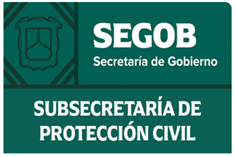 SEGOB
Secretaría de Gobierno
SUBSECRETARÍA DE
PROTECCIÓN CIVIL